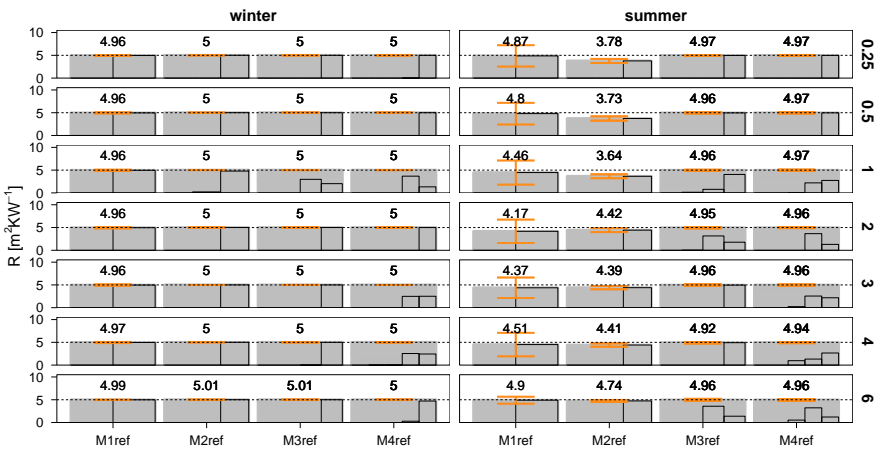 winter summer
10 4.96 5 5 5 4.87 3.78 4.97 4.97 0.25
5
0
10 4.96 5 5 5 4.8 3.73 4.96 4.97 0.5
5
0
10 4.96 5 5 5 4.46 3.64 4.96 4.97 1
5
0
R [m²KW⁻¹]
10 4.96 5 5 5 4.17 4.42 4.95 4.96 2
5
0
10 4.96 5 5 5 4.37 4.39 4.96 4.96 3
5
0
10 4.97 5 5 5 4.51 4.41 4.92 4.94 4
5
0
10 4.99 5.01 5.01 5 4.9 4.74 4.96 4.96 6
5
0
M1ref M2ref M3ref M4ref M1ref M2ref M3ref M4ref